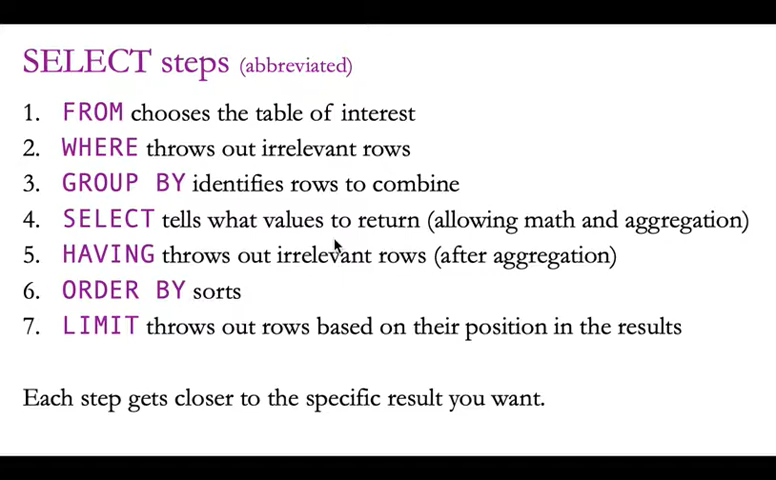 SELECT steps (abbreviated)
1. FROM chooses the table of interest
2. WHERE throws out irrelevant rows
3. GROUP BY identifies rows to combine
4. SELECT tells what values to return (allowing math and aggregation)
5. HAVING throws out irrelevant rows (after aggregation)
6. ORDER BY sorts
7. LIMIT throws out rows based on their position in the results
Each step gets closer to the specific result you want.